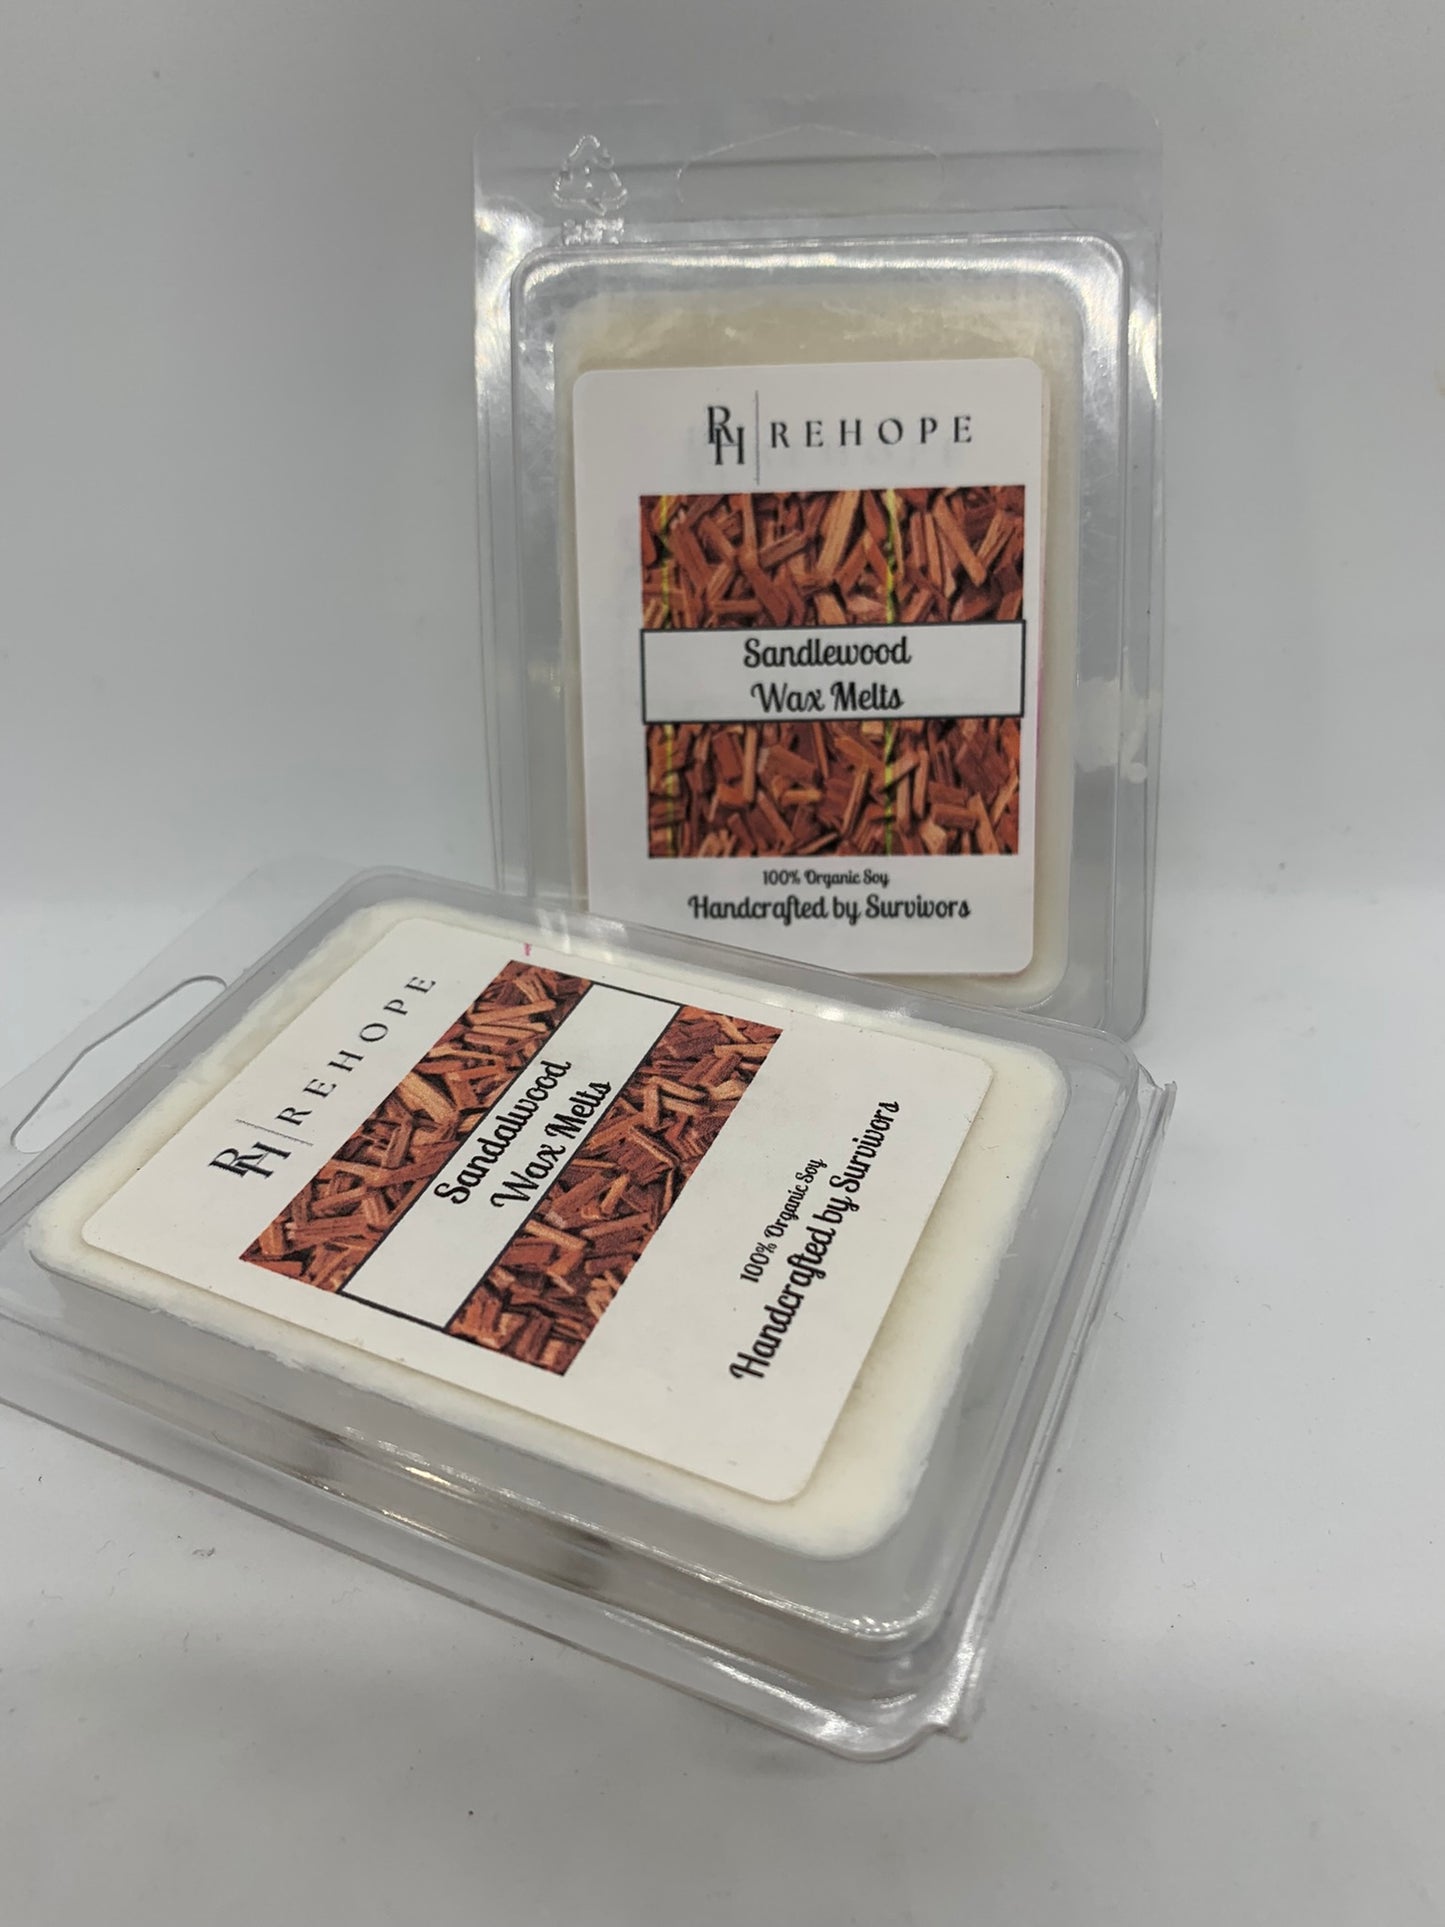 RH REHOPE
Sandlewood
Wax Melts
100% Organic Soy
Handcrafted by Survivors
RH REHOPE
Sandalwood
Wax Melts
100% Organic Soy
Handcrafted by Survivors